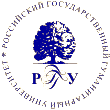 РОССИЙСКИЙ ГОСУДАРСТВЕННЫЙ ГУМАНИТАРНЫЙ УНИВЕРСИТЕТ
РГГУ